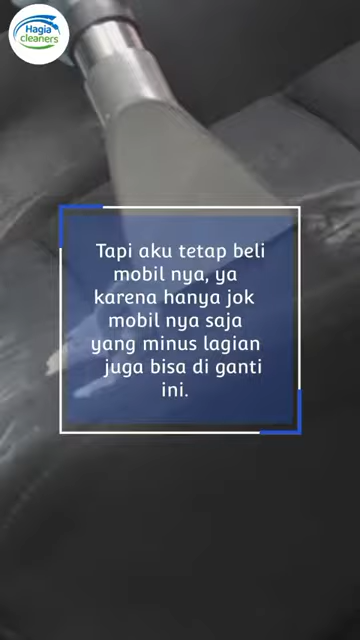 Hagia
cleaners
Tapi aku tetap beli
mobil nya, ya
karena hanya jok
mobil nya saja
yang minus lagian
juga bisa di ganti
ini.